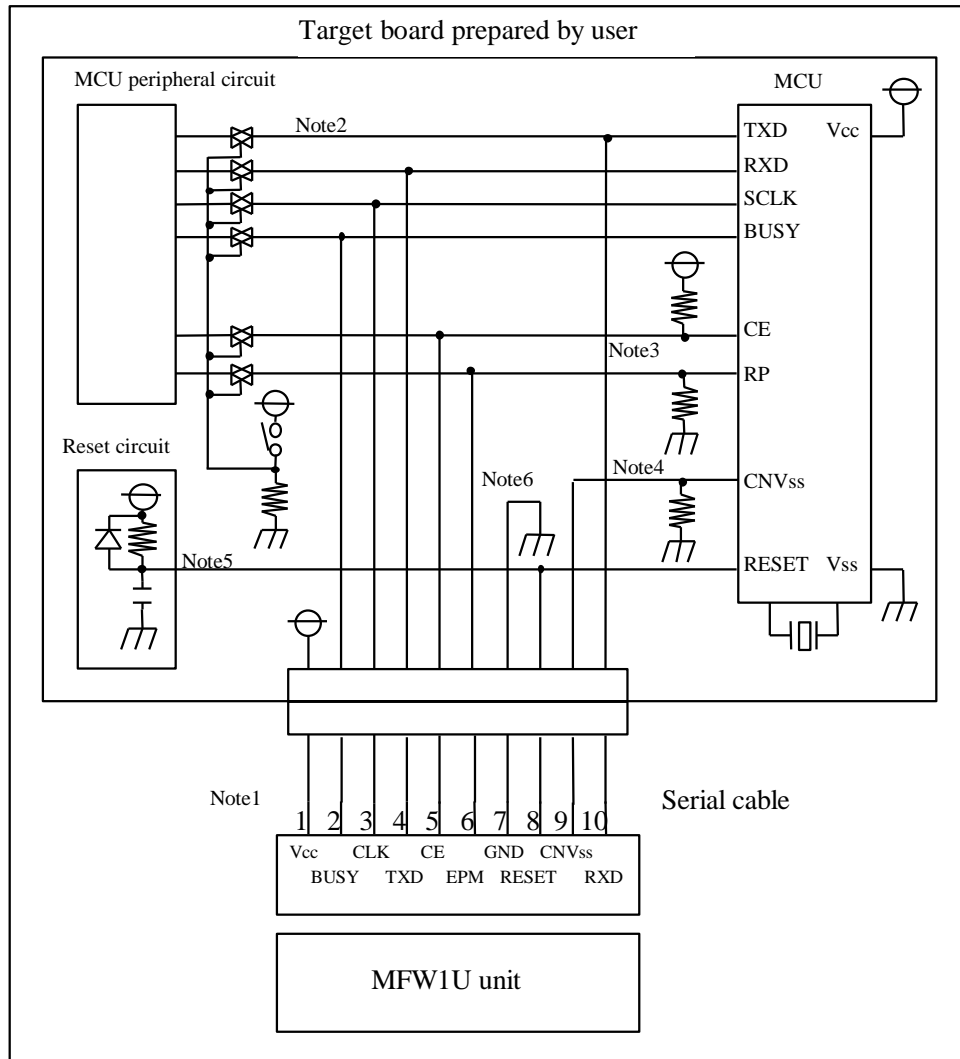 Target board prepared by user
MCU peripheral circuit
MCU
Note2
TXD
Vcc
RXD
SCLK
BUSY
CE
Note3
RP
Reset circuit
Note4
Note6
CNVss
Note5
RESET
Vss
Note1
Serial cable
1 2 3 4 5 6 7 8 9 10
Vcc CLK CE GND CNVss
BUSY TXD EPM RESET RXD
MFW1U unit